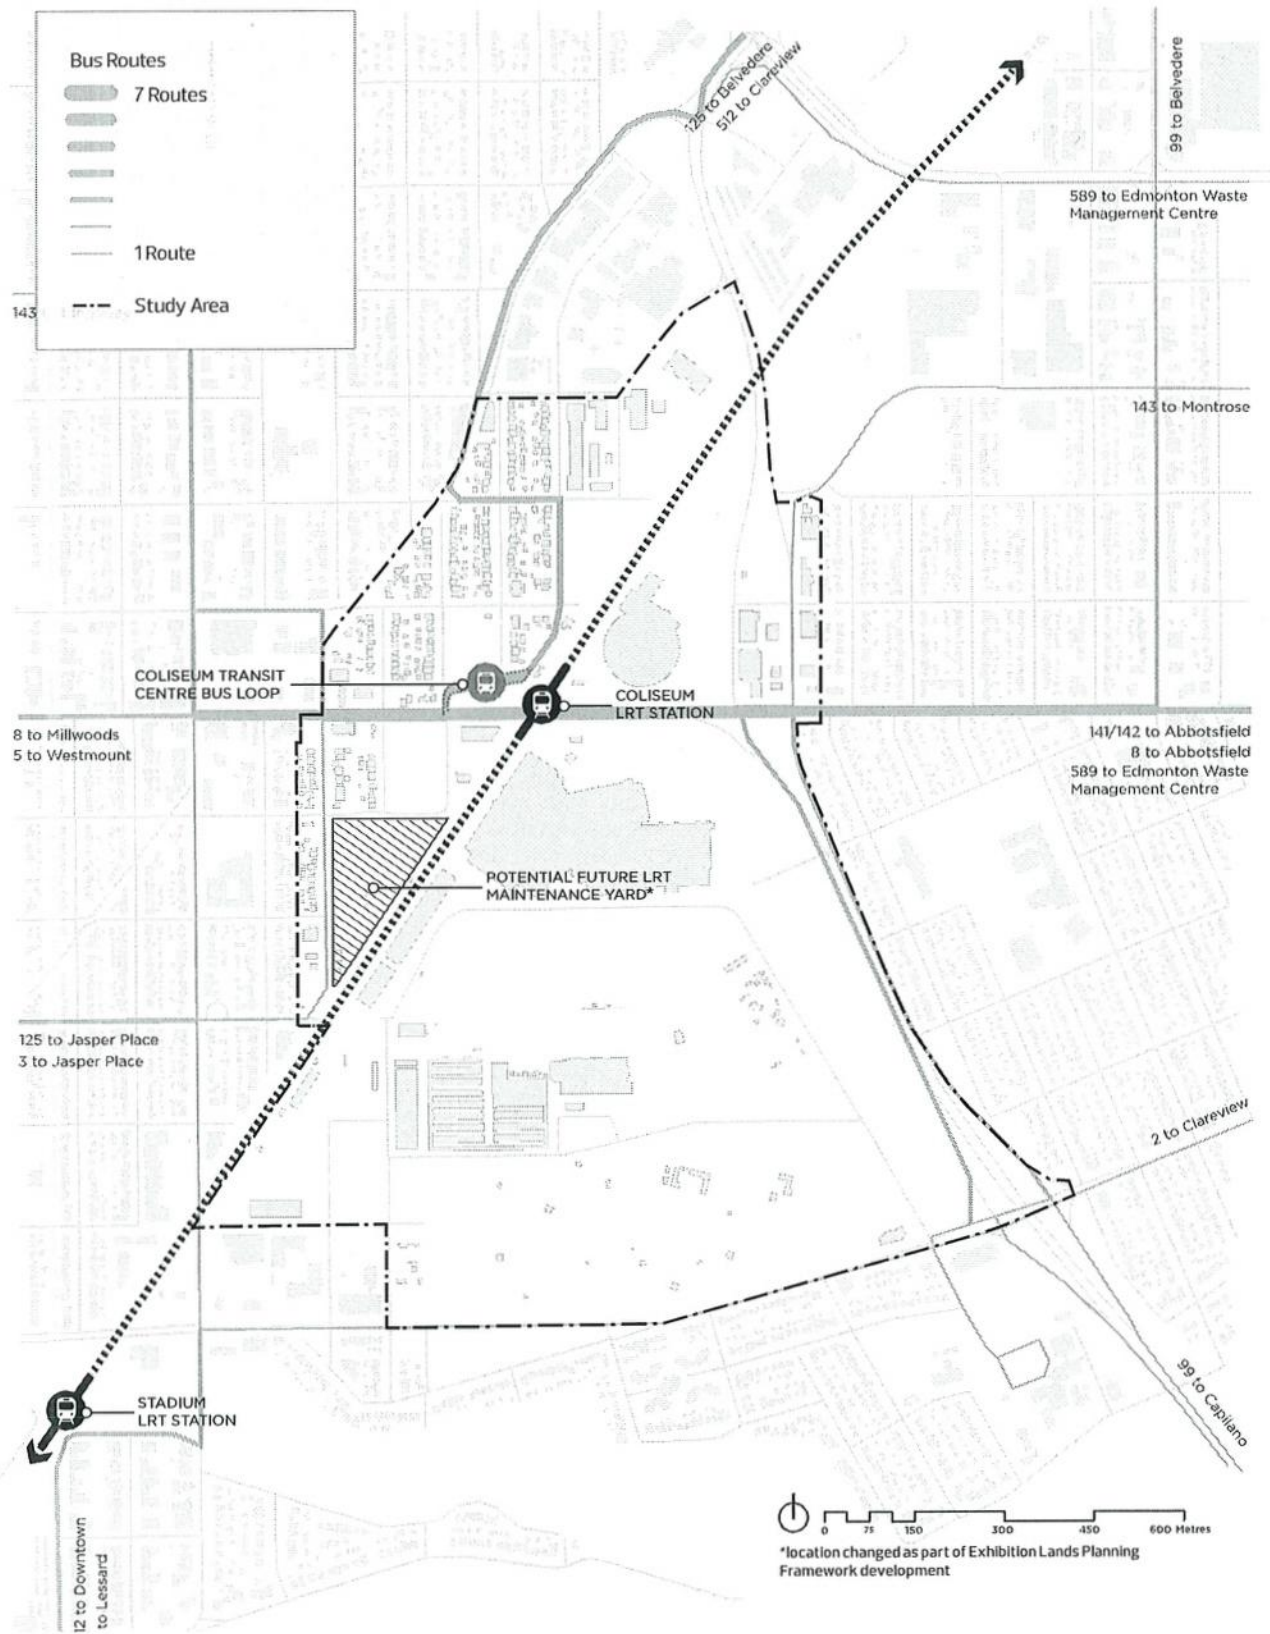 Bus Routes
7 Routes
1 Route
Study Area
125 to Belvedere
512 to Clareview
99 to Belvedere
589 to Edmonton Waste
Management Centre
143
143 to Montrose
COLISEUM TRANSIT
CENTRE BUS LOOP
COLISEUM
LRT STATION
8 to Millwoods
5 to Westmount
141/142 to Abbotsfield
8 to Abbotsfield
589 to Edmonton Waste
Management Centre
POTENTIAL FUTURE LRT
MAINTENANCE YARD*
125 to Jasper Place
3 to Jasper Place
2 to Clareview
99 to Capilano
STADIUM
LRT STATION
12 to Downtown
to Lessard
0 75 150 300 450 600 Metres
*location changed as part of Exhibition Lands Planning
Framework development